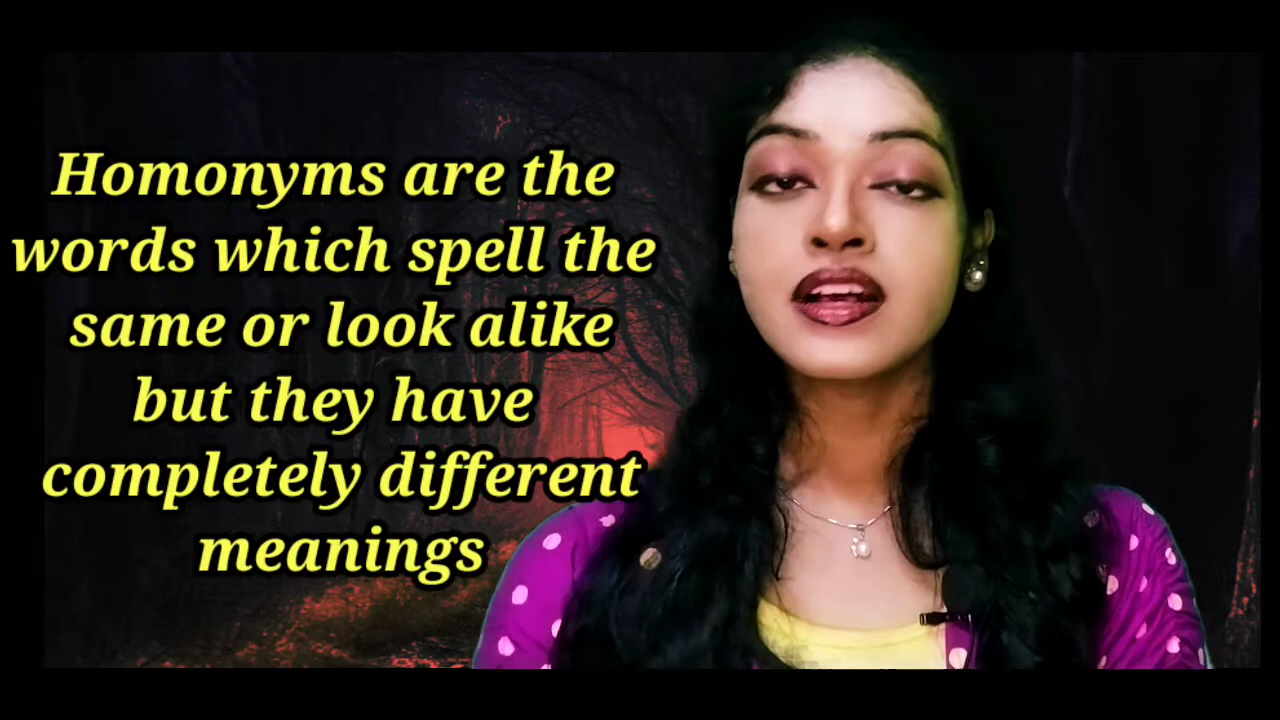 Homonyms are the
words which spell the
same or look alike
but they have
completely different
meanings